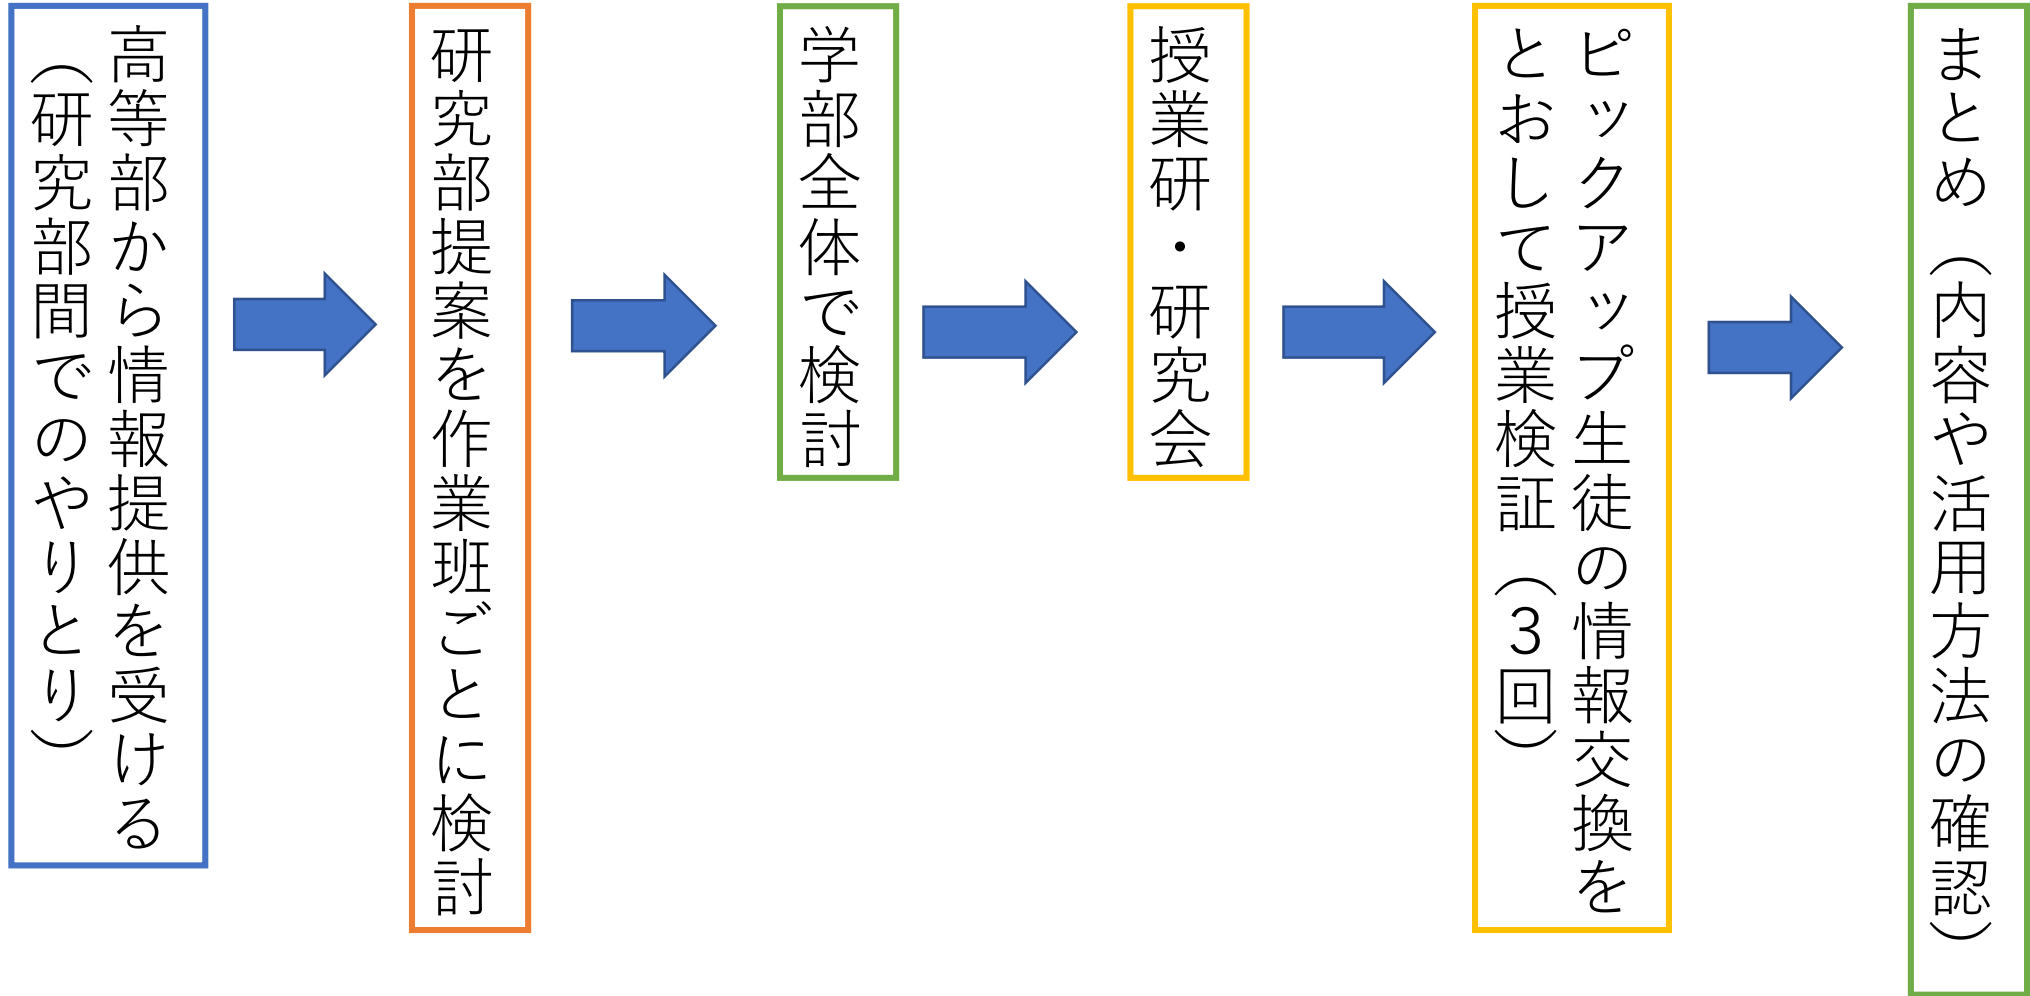 高等部から情報提供を受ける
（研究部間でのやりとり）
研究部提案を作業班ごとに検討
学部全体で検討
授業研・研究会
ピックアップ生徒の情報交換を
とおして授業検証（３回）
まとめ（内容や活用方法の確認）